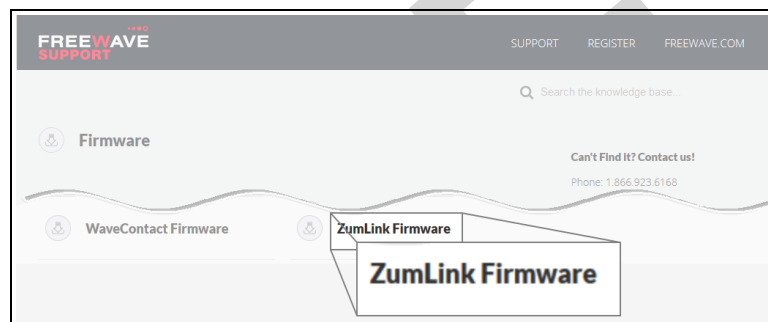 FREEWAVE
SUPPORT
SUPPORT REGISTER FREEWAVE.COM
Search the knowledge base...
Firmware
Can't Find It? Contact us!
Phone: 1.866.923.6168
WaveContact Firmware
ZumLink Firmware
ZumLink Firmware